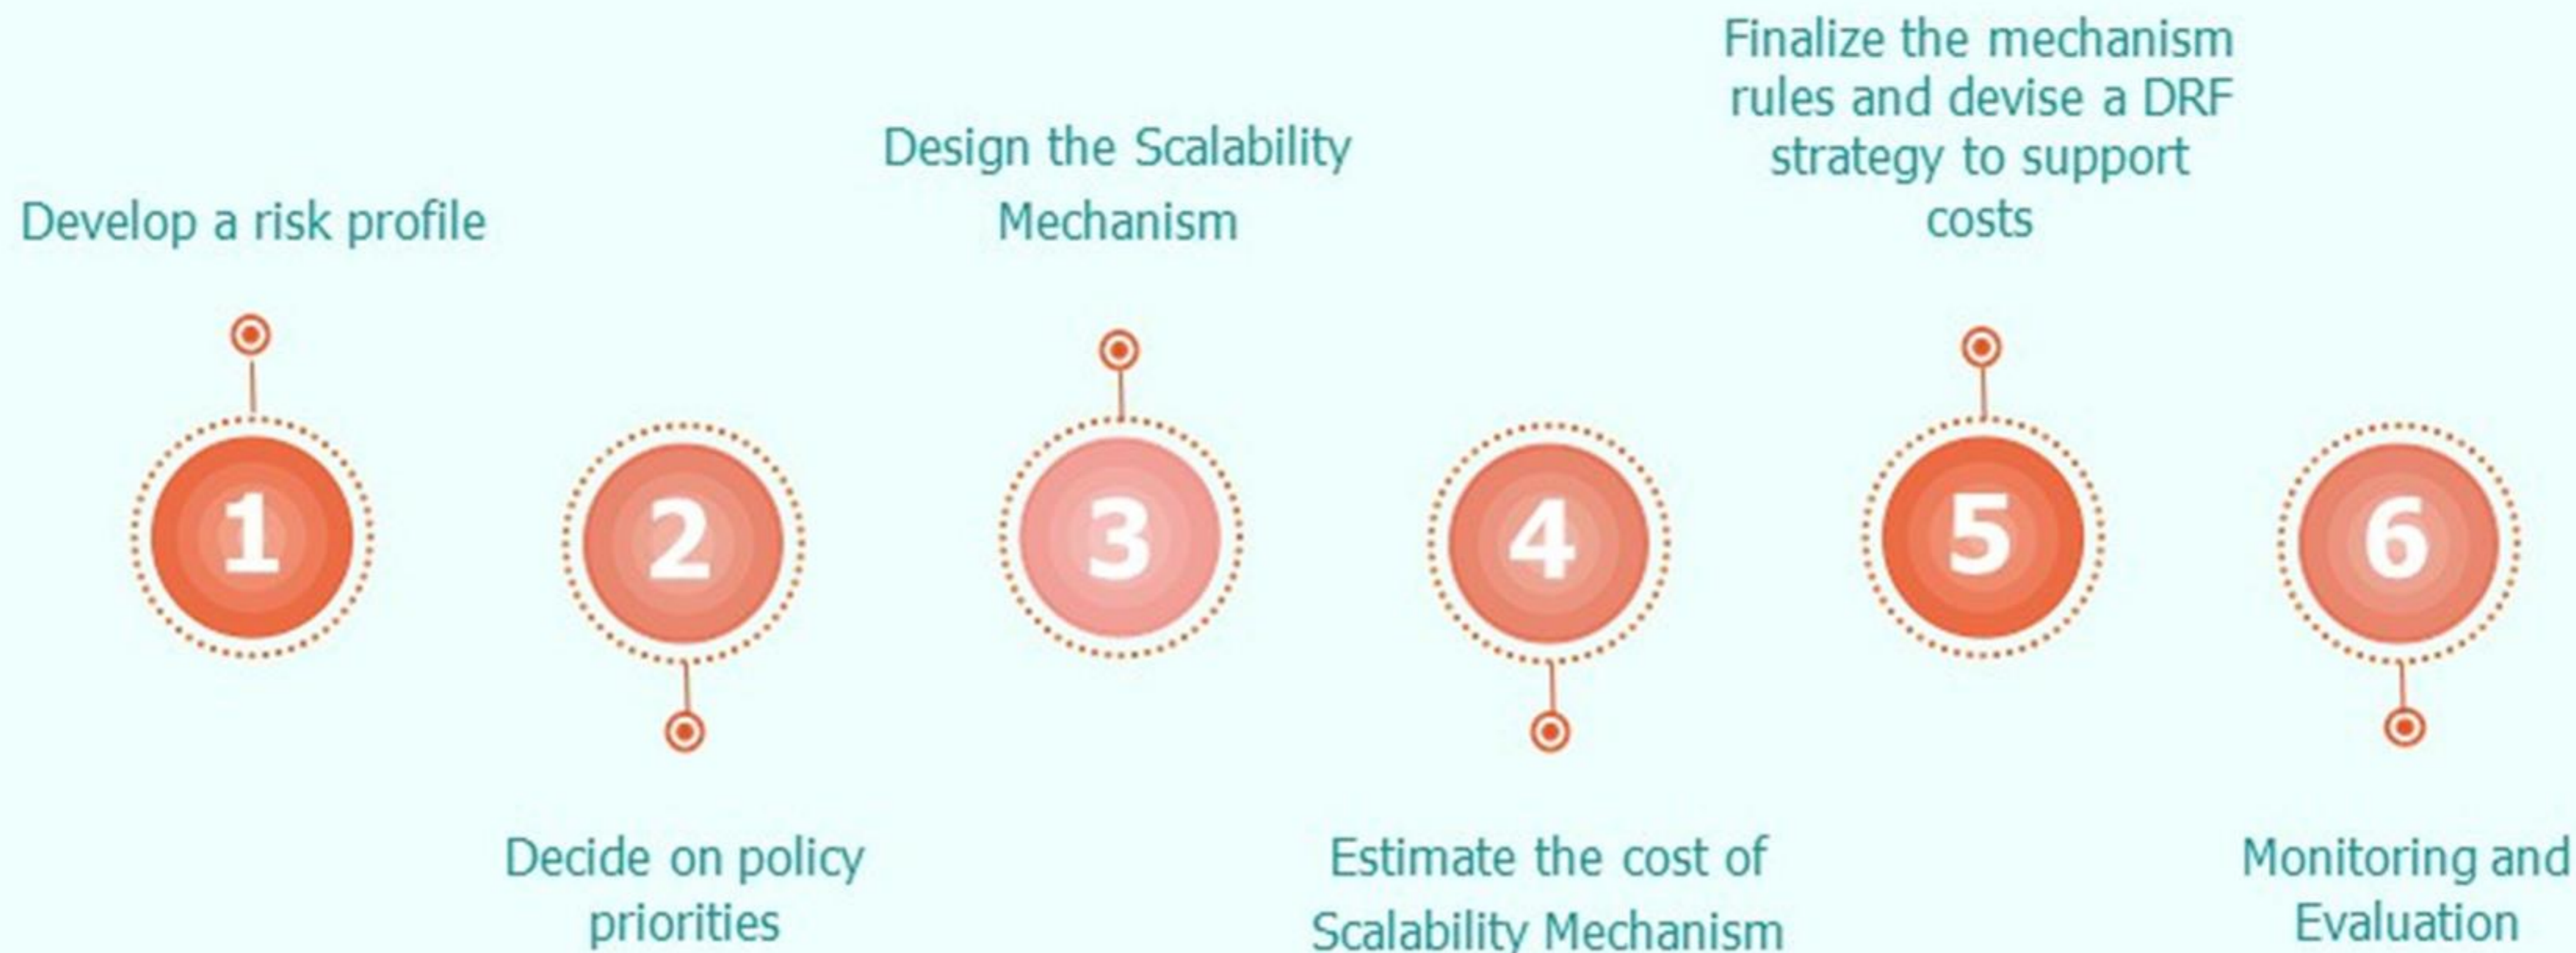 Develop a risk profile
1
2
Decide on policy
priorities
Design the Scalability
Mechanism
3
4
Estimate the cost of
Scalability Mechanism
Finalize the mechanism
rules and devise a DRF
strategy to support
costs
5
6
Monitoring and
Evaluation